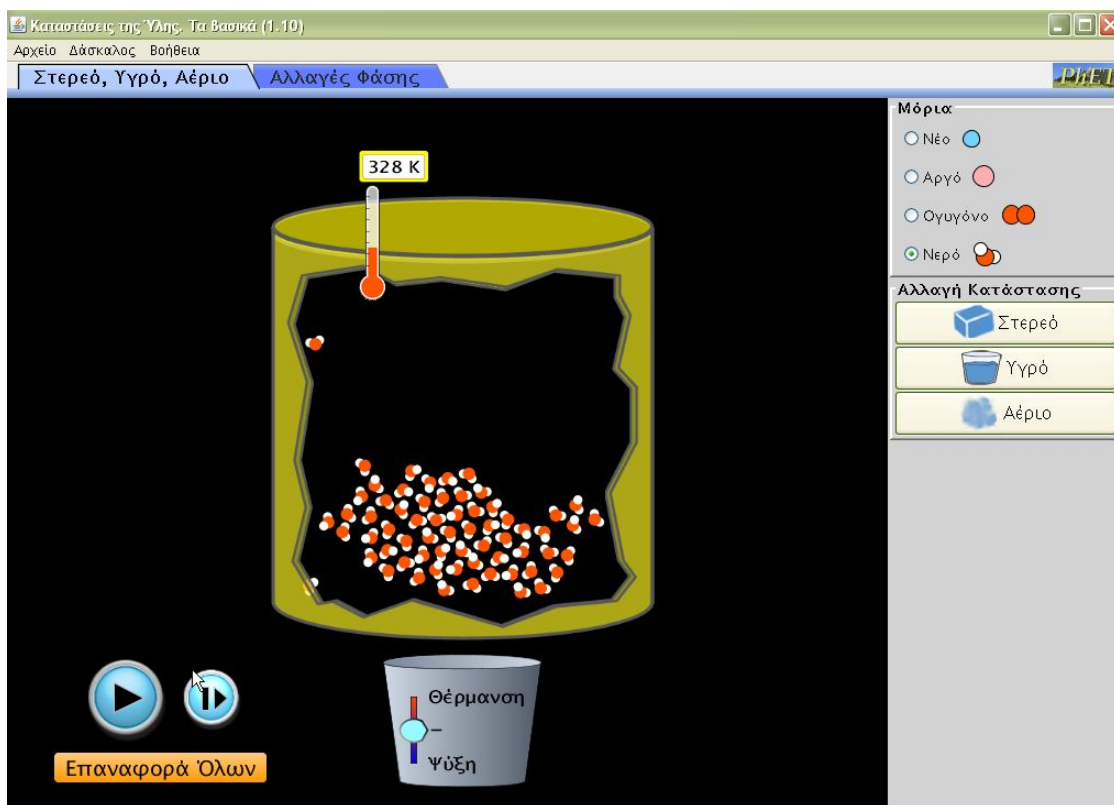 Καταστάσεις της Ύλης. Τα βασικά (1.10)
Αρχείο Δάσκαλος Βοήθεια
Στερεό, Υγρό, Αέριο
Αλλαγές Φάσης
PhET
328 K
Μόρια
Νέο
Αργό
Ογυγόνο
Νερό
Αλλαγή Κατάστασης
Στερεό
Υγρό
Αέριο
Θέρμανση
Ψύξη
Επαναφορά Όλων